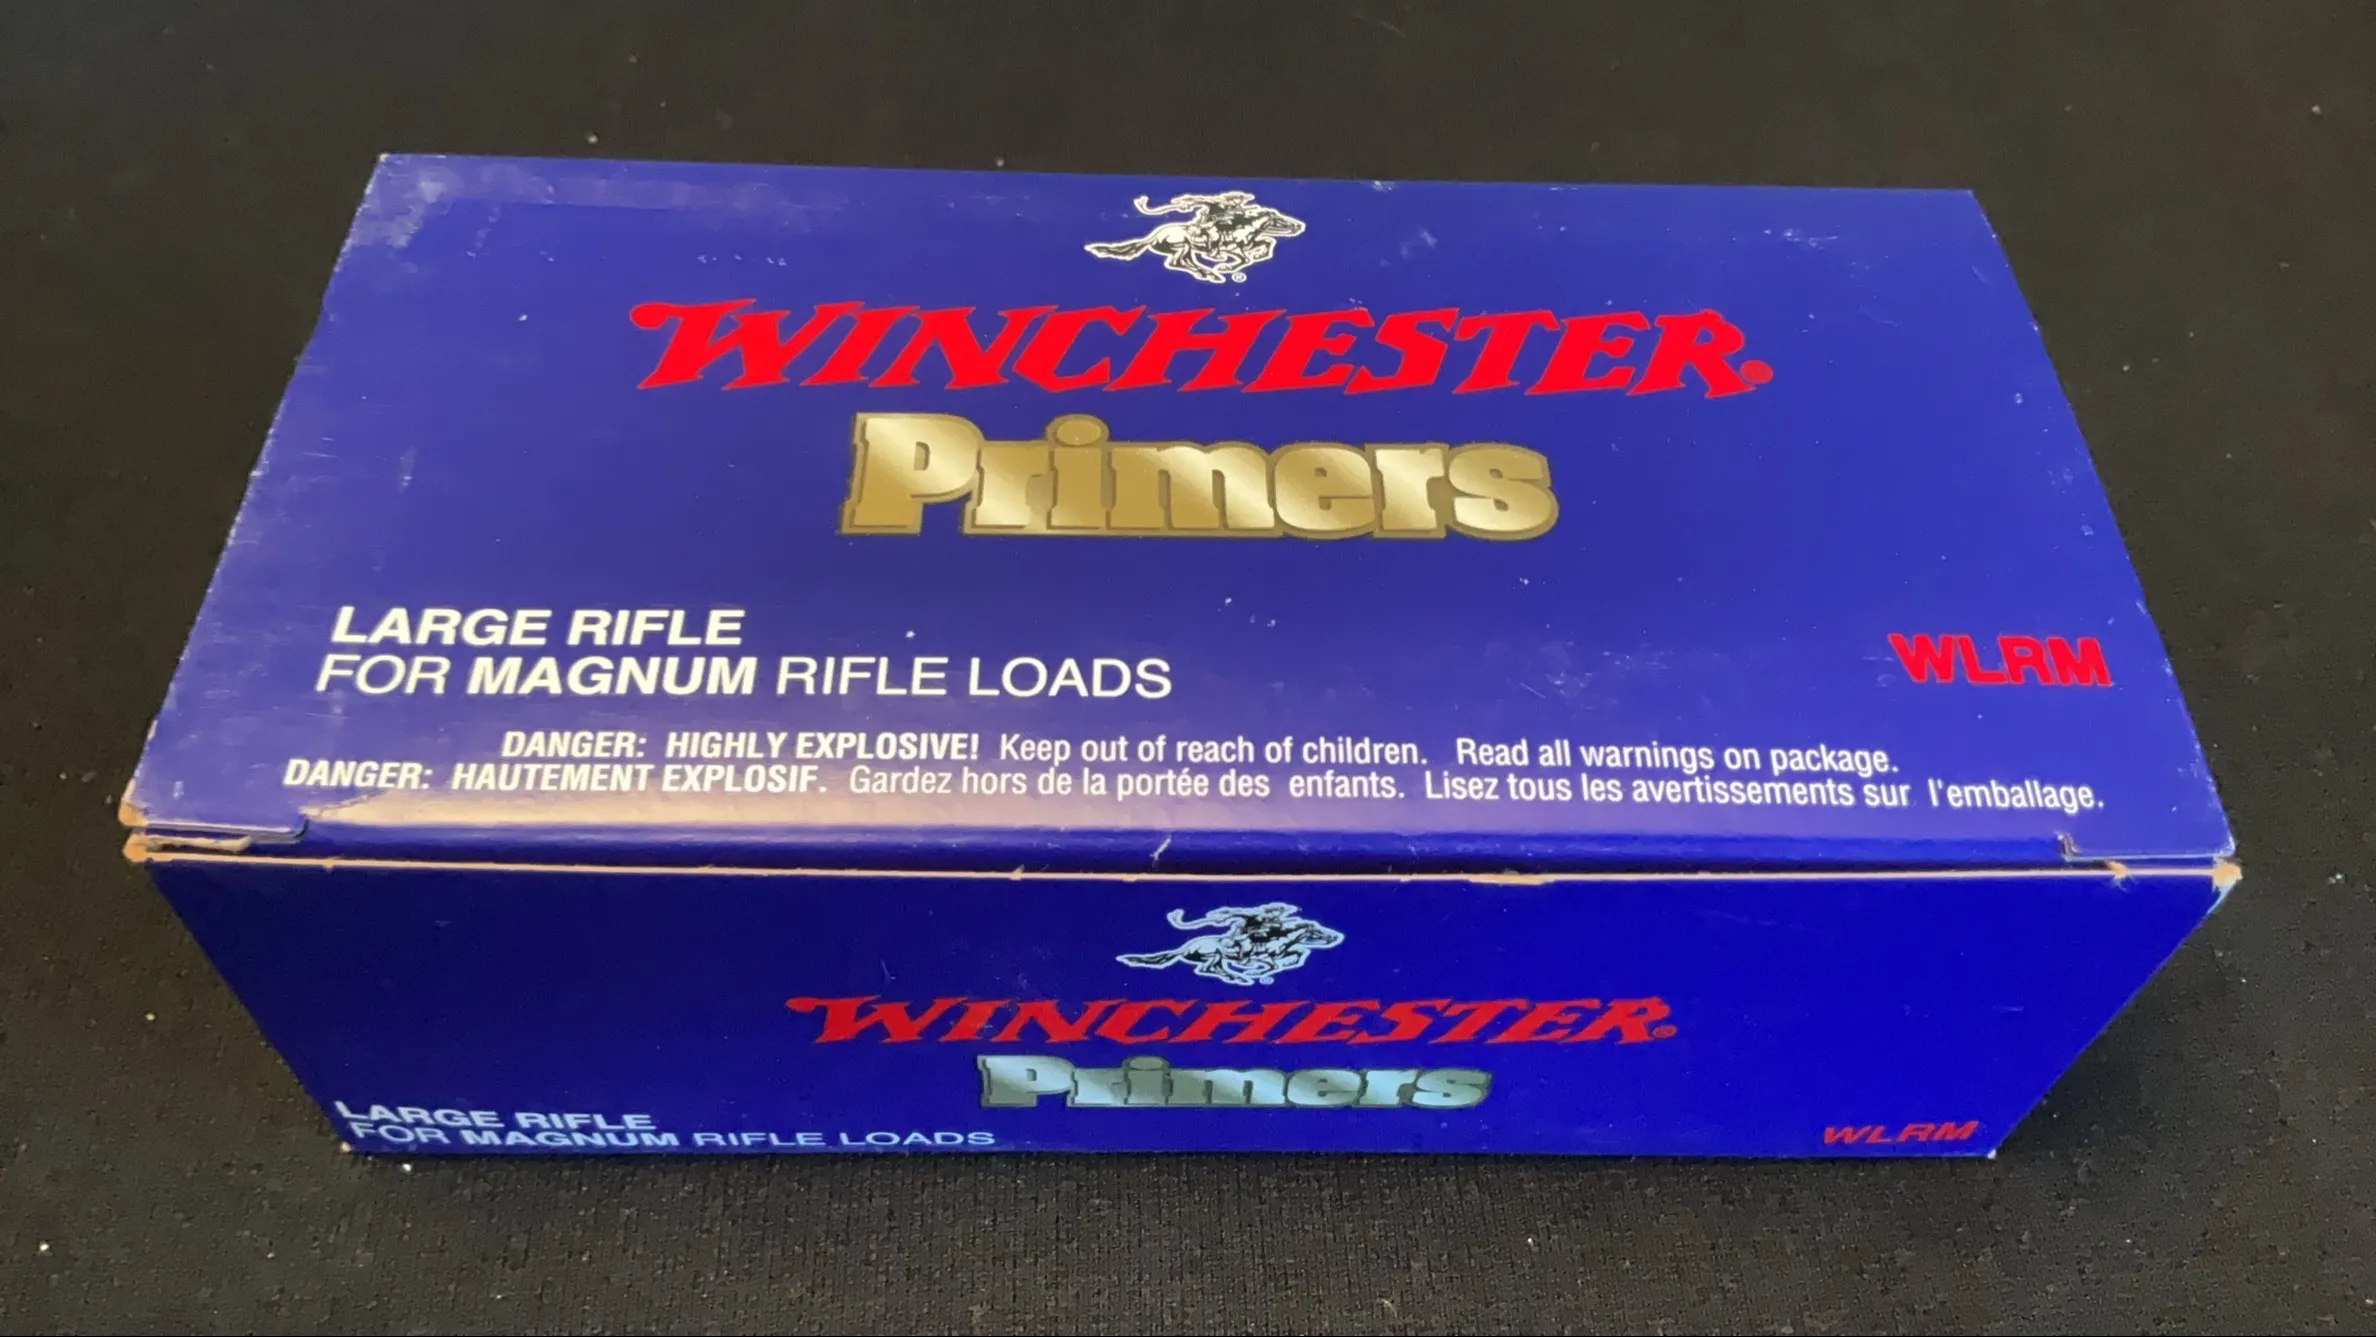 WINCHESTER®
Primers
LARGE RIFLE
FOR MAGNUM RIFLE LOADS
WLRM
DANGER: HIGHLY EXPLOSIVE! Keep out of reach of children. Read all warnings on package.
DANGER: HAUTEMENT EXPLOSIF. Gardez hors de la portée des enfants. Lisez tous les avertissements sur l'emballage.
WINCHESTER®
Primers
LARGE RIFLE
FOR MAGNUM RIFLE LOADS
WLRM